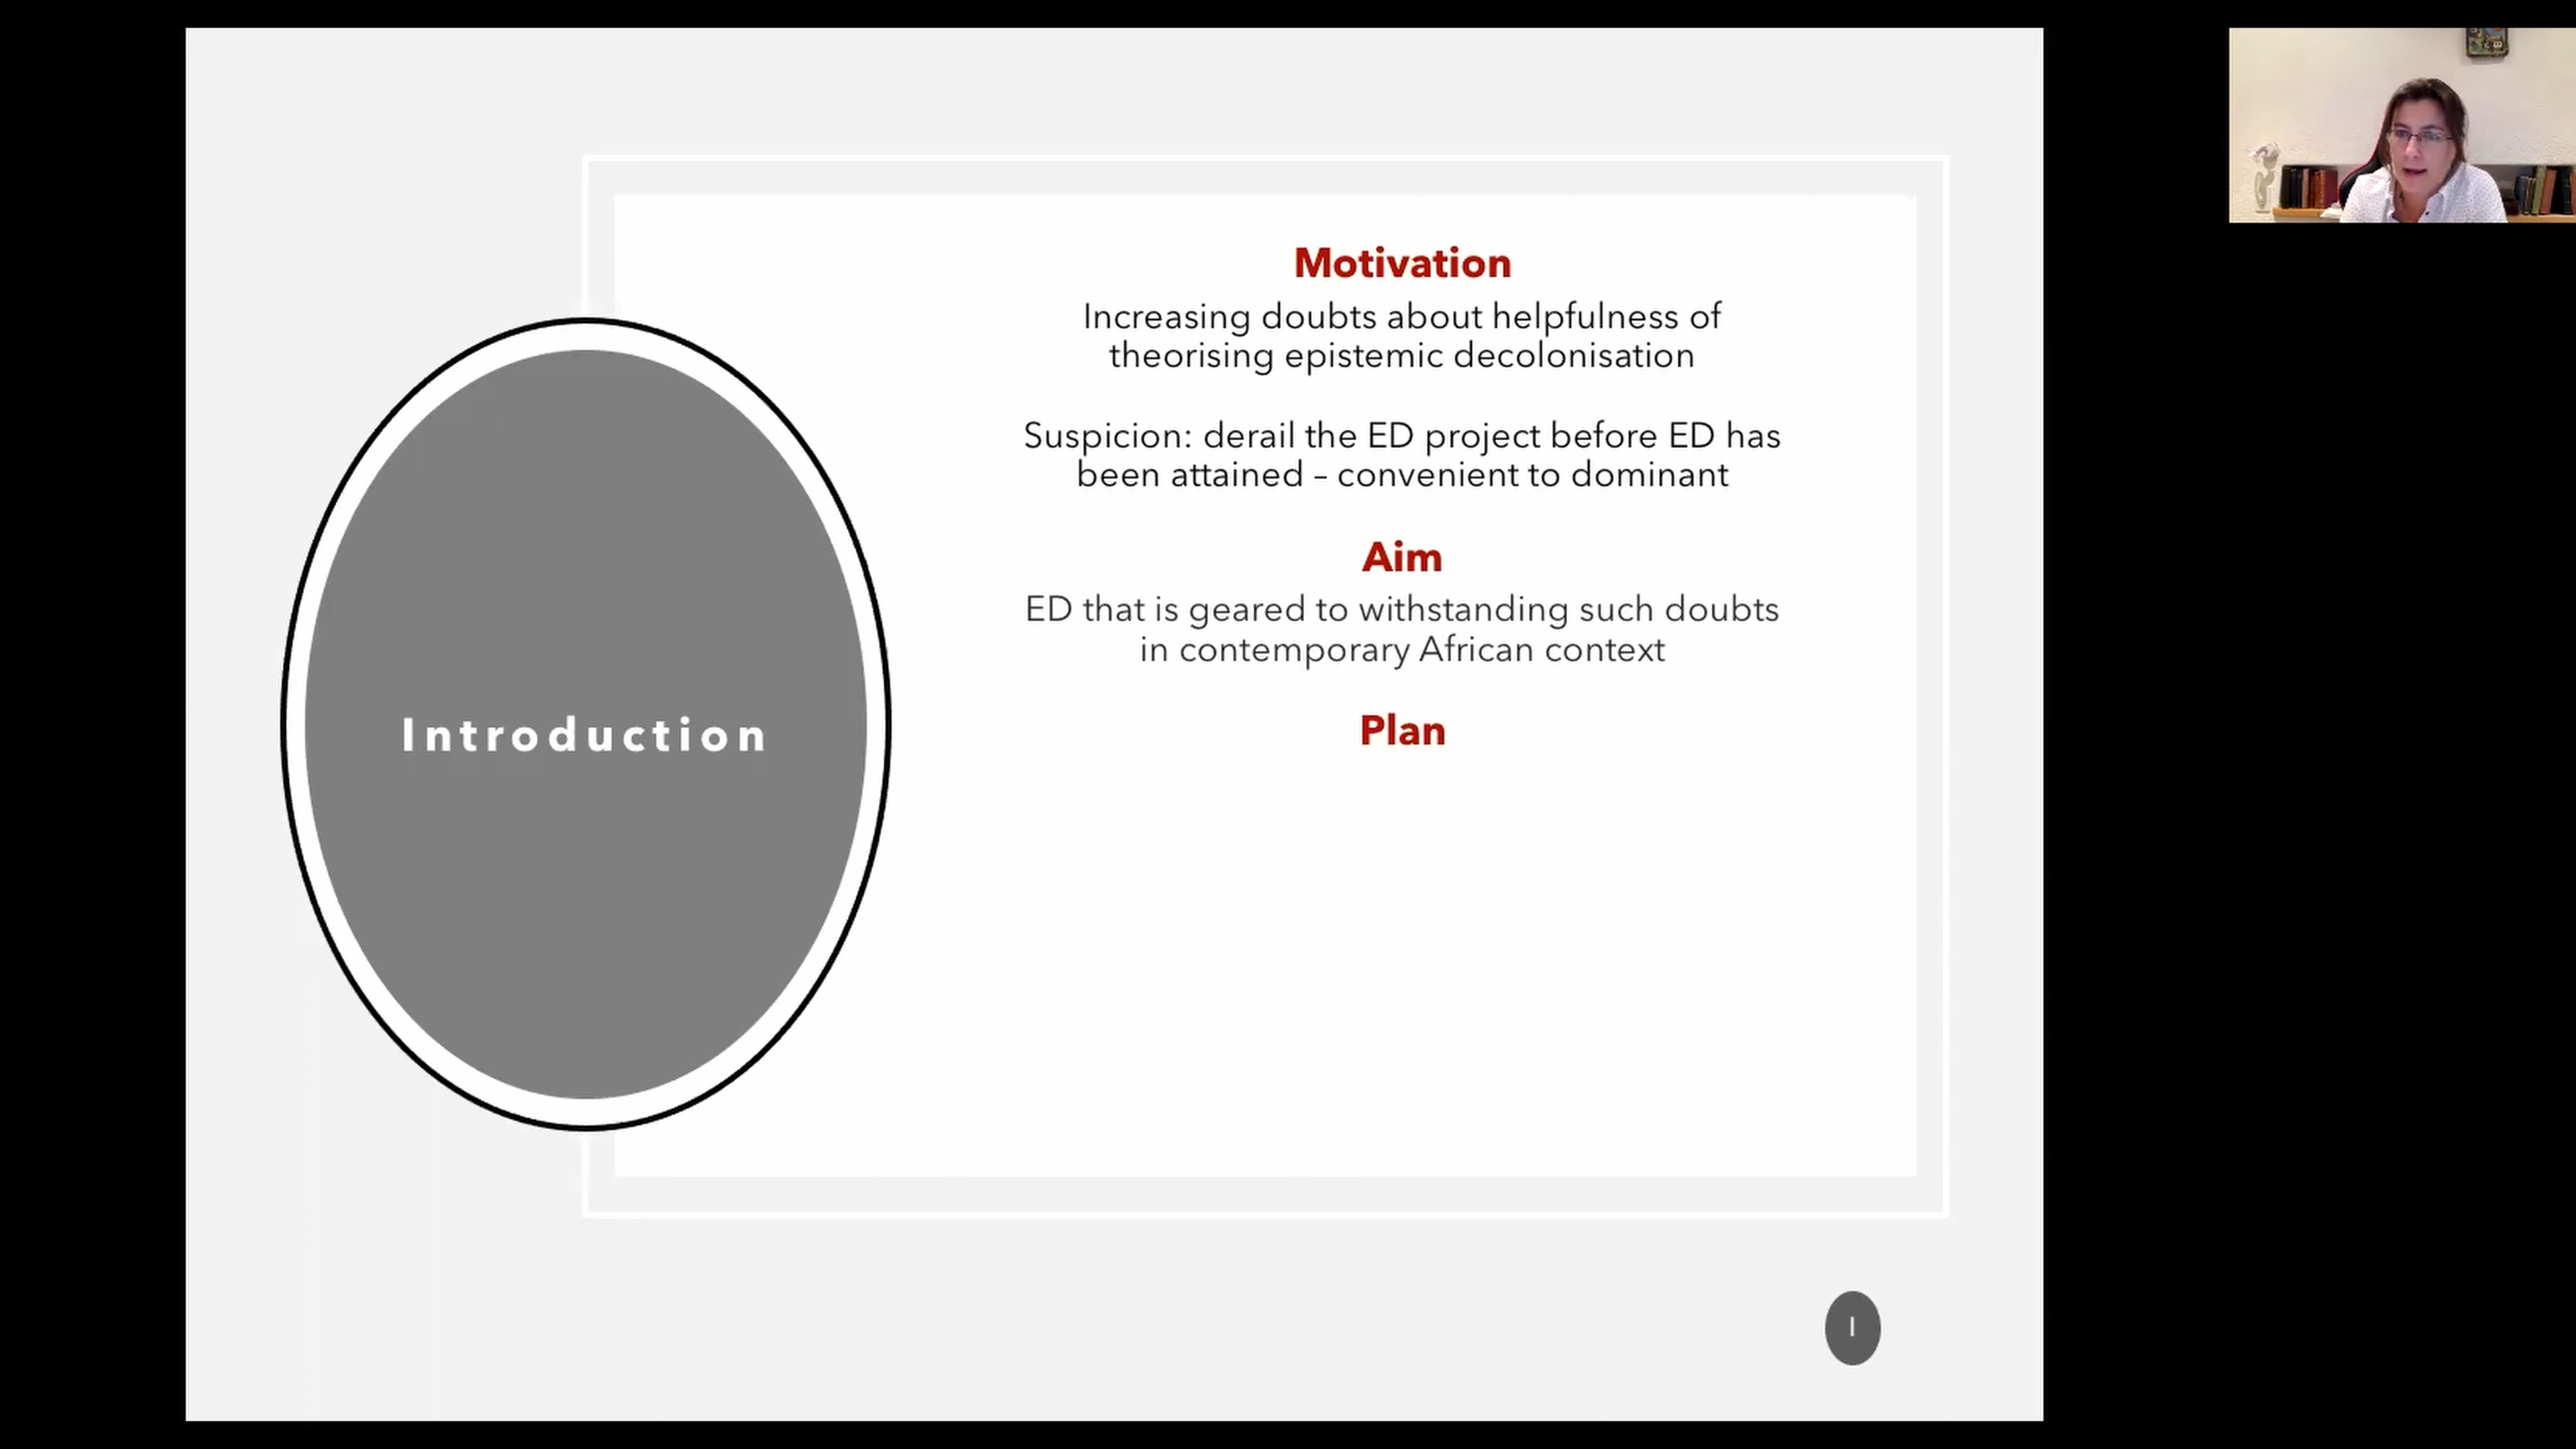 Introduction
Motivation
Increasing doubts about helpfulness of
theorising epistemic decolonisation
Suspicion: derail the ED project before ED has
been attained – convenient to dominant
Aim
ED that is geared to withstanding such doubts
in contemporary African context
Plan
1